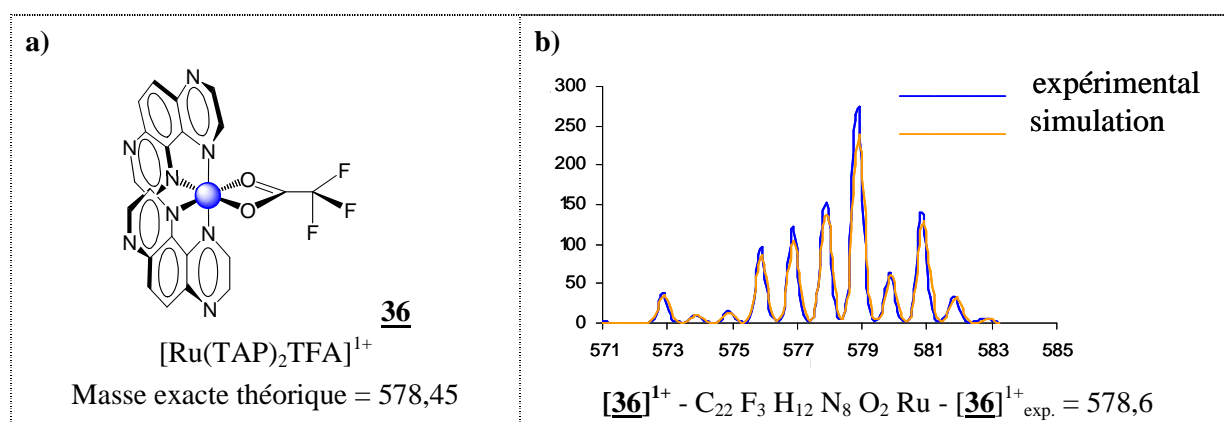 a)
N
N
N
N
N
N
N
N
O
O
F
F
F
36
[Ru(TAP)₂TFA]¹⁺
Masse exacte théorique = 578,45
b)
expérimental
simulation
300
250
200
150
100
50
0
571 573 575 577 579 581 583 585
[36]¹⁺ - C₂₂ F₃ H₁₂ N₈ O₂ Ru - [36]¹⁺exp. = 578,6